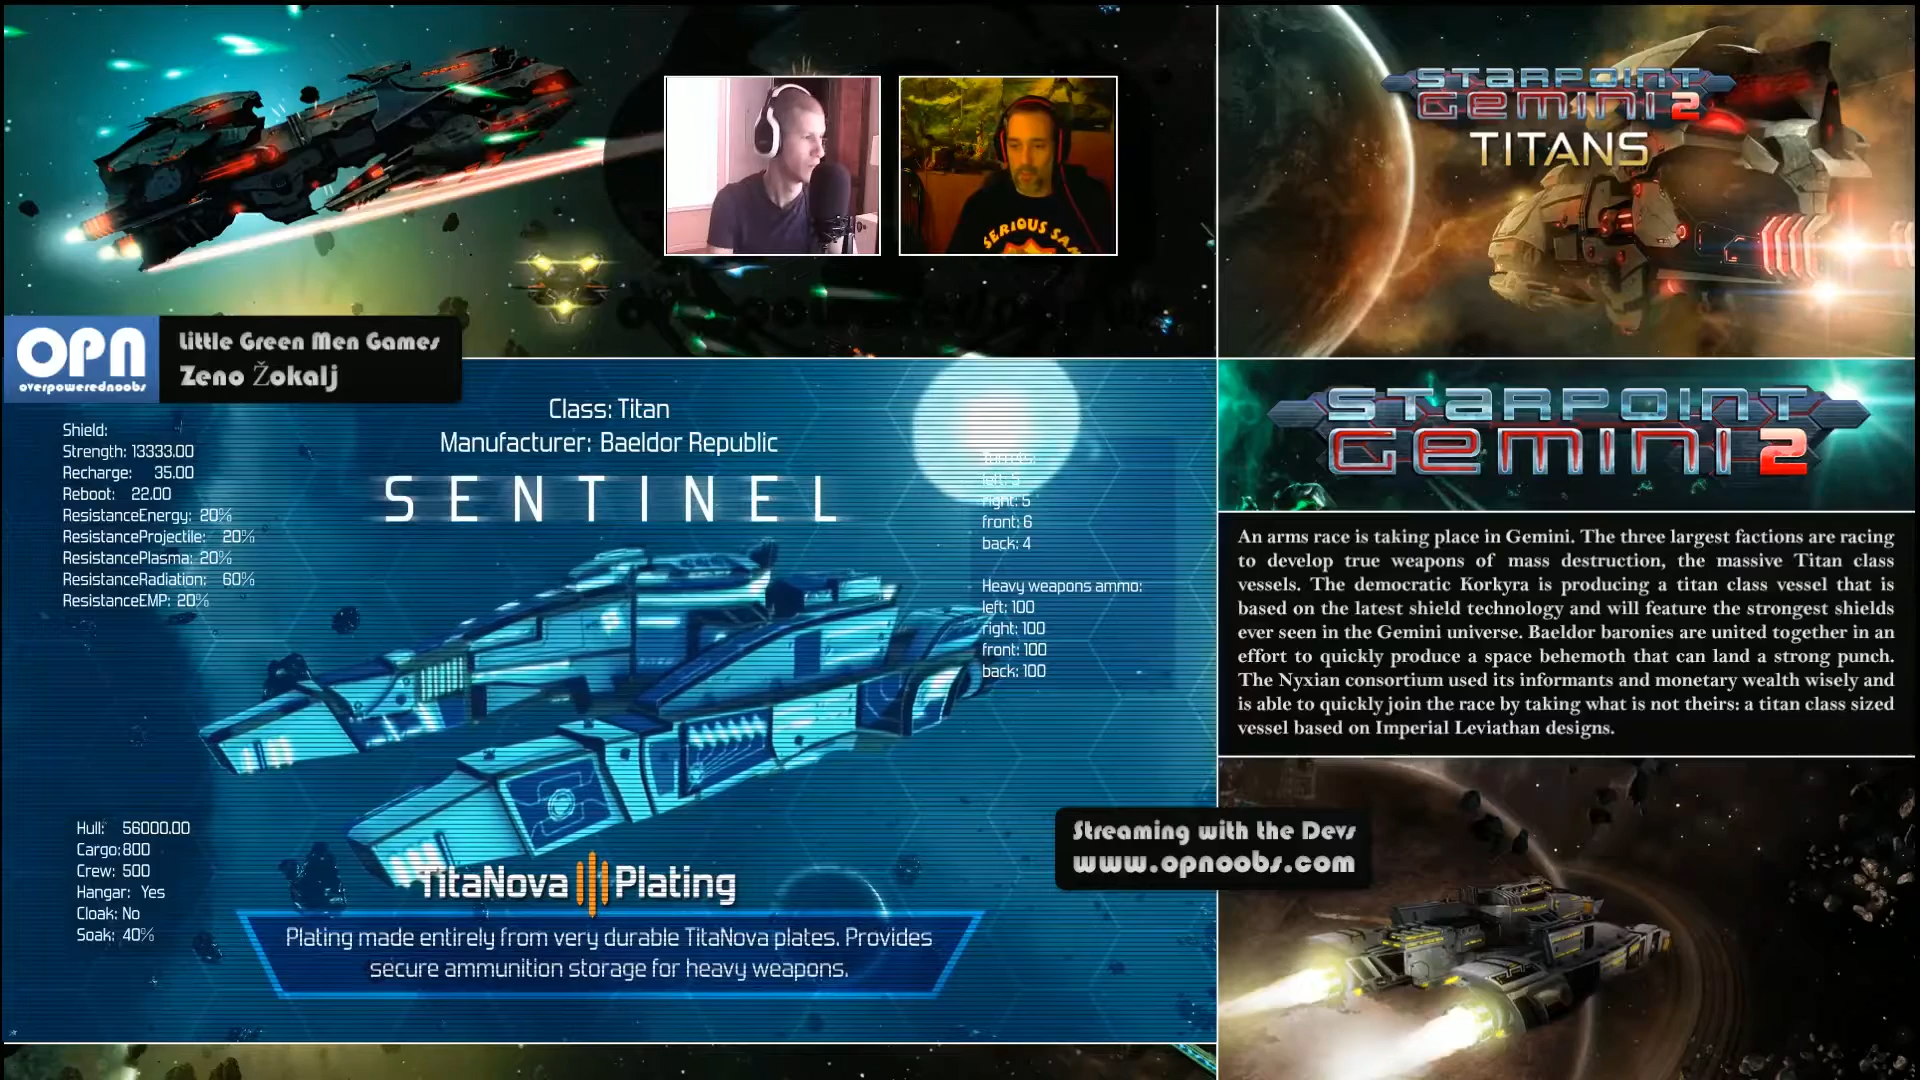 SERIOUS SAM
STARPOINT
GEMINI 2
TITANS
OPN
overpowerednoobs
Little Green Men Games
Zeno Žokalj
Class: Titan
Manufacturer: Baeldor Republic
SENTINEL
Shield:
Strength: 13333.00
Recharge: 35.00
Reboot: 22.00
ResistanceEnergy: 20%
ResistanceProjectile: 20%
ResistancePlasma: 20%
ResistanceRadiation: 60%
ResistanceEMP: 20%
Turrets:
left: 5
right: 5
front: 6
back: 4
Heavy weapons ammo:
left: 100
right: 100
front: 100
back: 100
Hull: 56000.00
Cargo: 800
Crew: 500
Hangar: Yes
Cloak: No
Soak: 40%
TitaNova Plating
Plating made entirely from very durable TitaNova plates. Provides
secure ammunition storage for heavy weapons.
STARPOINT
GEMINI 2
An arms race is taking place in Gemini. The three largest factions are racing
to develop true weapons of mass destruction, the massive Titan class
vessels. The democratic Korkyra is producing a titan class vessel that is
based on the latest shield technology and will feature the strongest shields
ever seen in the Gemini universe. Baeldor baronies are united together in an
effort to quickly produce a space behemoth that can land a strong punch.
The Nyxian consortium used its informants and monetary wealth wisely and
is able to quickly join the race by taking what is not theirs: a titan class sized
vessel based on Imperial Leviathan designs.
Streaming with the Devs
www.opnoobs.com